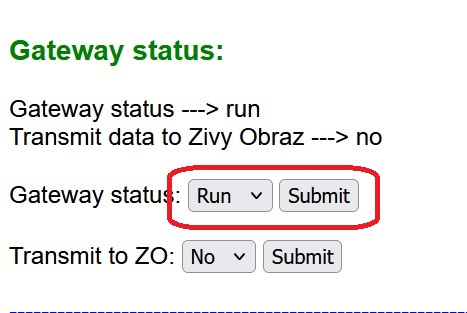 Gateway status:
Gateway status ---> run
Transmit data to Zivy Obraz ---> no
Gateway status: Run Submit
Transmit to ZO: No Submit